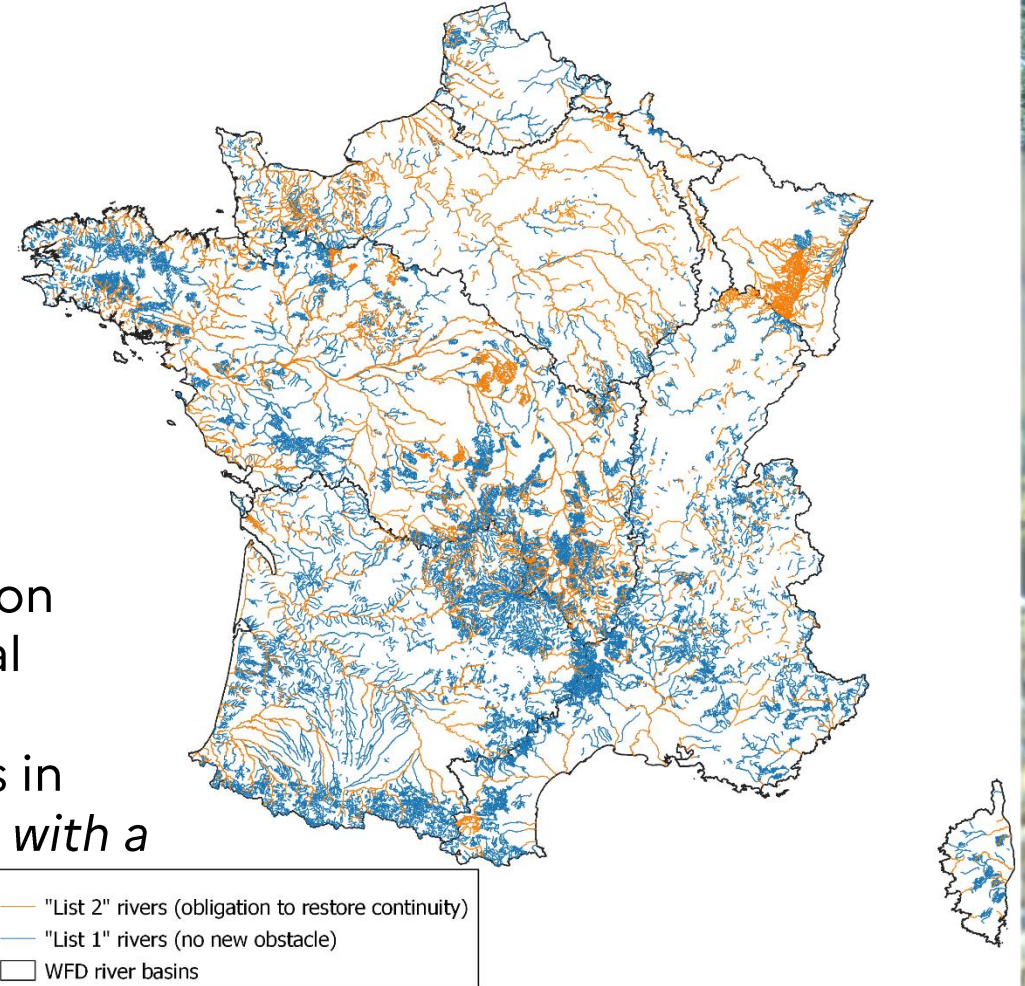 on
al
s in
with a
"List 2" rivers (obligation to restore continuity)
"List 1" rivers (no new obstacle)
WFD river basins